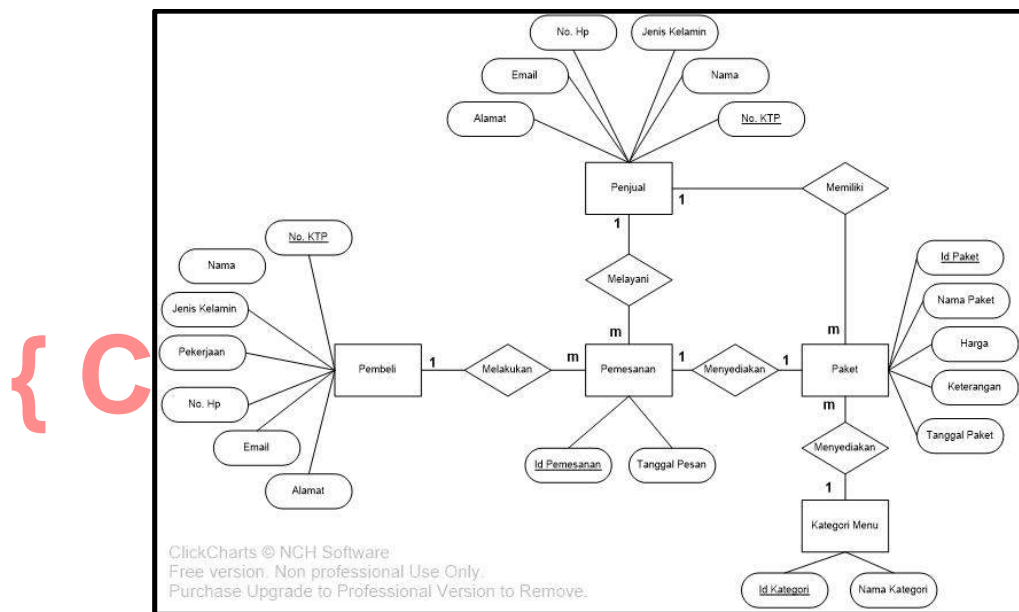 No. Hp
Jenis Kelamin
Email
Nama
Alamat
No. KTP
Penjual
Memiliki
1
1
No. KTP
Nama
Melayani
Id Paket
Jenis Kelamin
Nama Paket
m
m
Pekerjaan
Pembeli
1
Melakukan
m
Pemesanan
1
Menyediakan
1
Paket
Harga
Keterangan
No. Hp
m
Email
Tanggal Paket
Menyediakan
Id Pemesanan
Tanggal Pesan
Alamat
1
Kategori Menu
Id Kategori
Nama Kategori
{ C
ClickCharts © NCH Software
Free version. Non professional Use Only.
Purchase Upgrade to Professional Version to Remove.